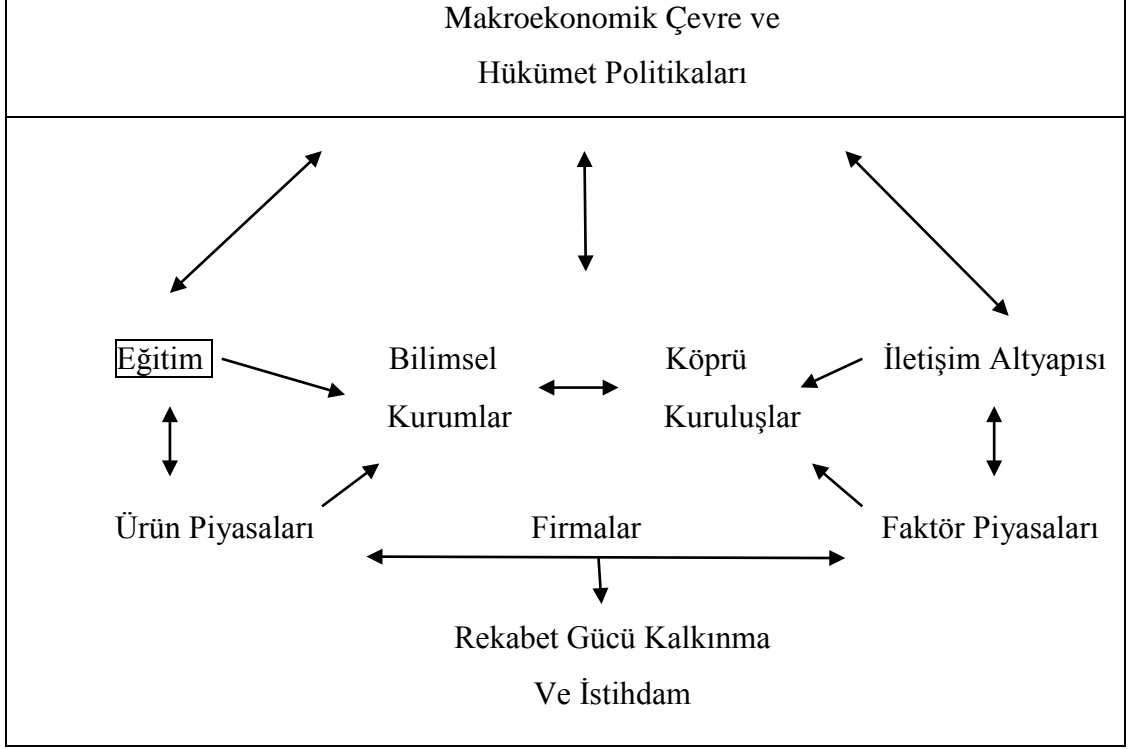 Makroekonomik Çevre ve
Hükümet Politikaları
Eğitim
Bilimsel
Kurumlar
Köprü
Kuruluşlar
İletişim Altyapısı
Ürün Piyasaları
Firmalar
Faktör Piyasaları
Rekabet Gücü Kalkınma
Ve İstihdam